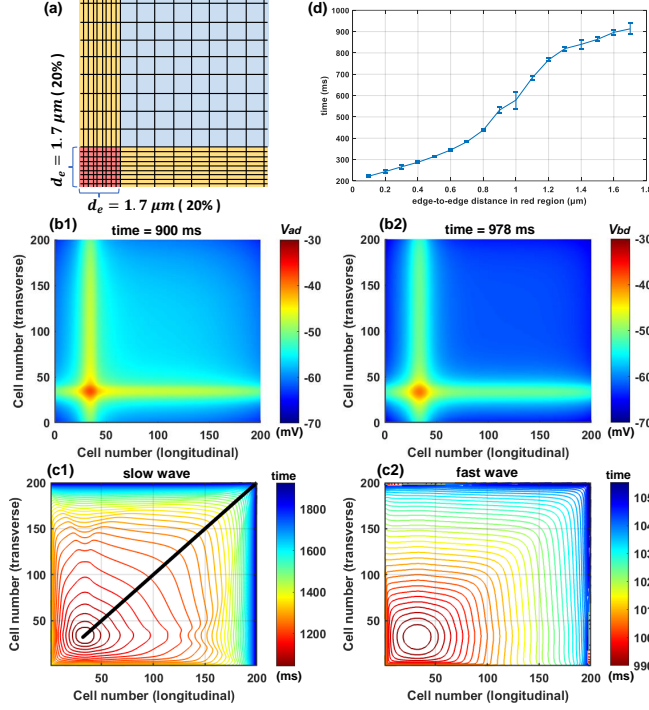 (a)
d_e = 1.7 μm ( 20%)
d_e = 1.7 μm ( 20%)
(d)
time (ms)
1000
900
800
700
600
500
400
300
200
0 0.2 0.4 0.6 0.8 1 1.2 1.4 1.6 1.8
edge-to-edge distance in red region (μm)
(b1)
time = 900 ms
V_ad
Cell number (transverse)
200
150
100
50
0
0 50 100 150 200
Cell number (longitudinal)
-30
-40
-50
-60
-70
(mV)
(b2)
time = 978 ms
V_bd
Cell number (transverse)
200
150
100
50
0
0 50 100 150 200
Cell number (longitudinal)
-30
-40
-50
-60
-70
(mV)
(c1)
slow wave
time
Cell number (transverse)
200
150
100
50
50 100 150 200
Cell number (longitudinal)
1800
1600
1400
1200
(ms)
(c2)
fast wave
time
Cell number (transverse)
200
150
100
50
50 100 150 200
Cell number (longitudinal)
105
104
103
102
101
100
990
(ms)